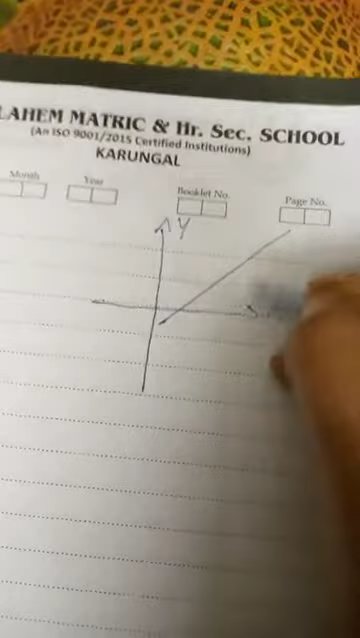 LAHEM MATRIC & Hr. Sec. SCHOOL
(An ISO 9001/2015 Certified Institutions)
KARUNGAL
Month Year Booklet No. Page No.
Y